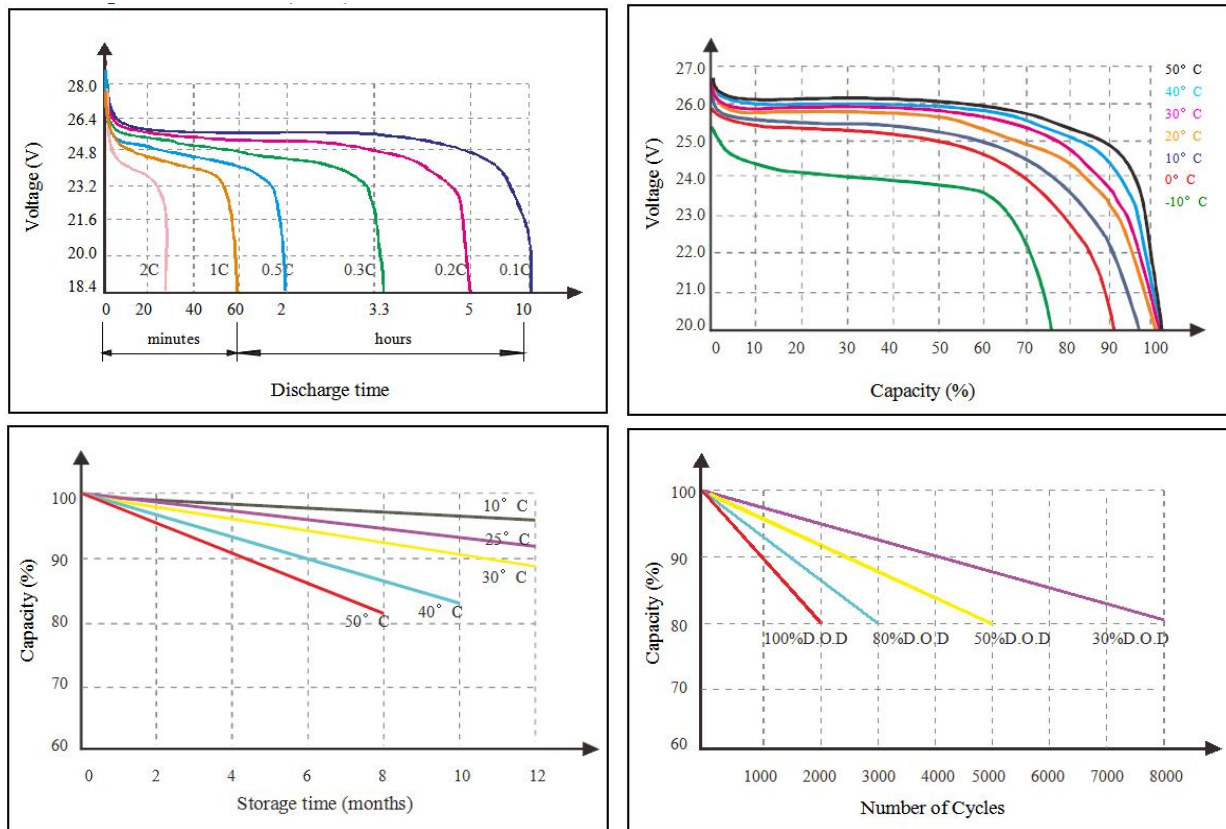 28.0
26.4
24.8
23.2
21.6
20.0
18.4
Voltage (V)
2C 1C 0.5C 0.3C 0.2C 0.1C
0 20 40 60 2 3.3 5 10
minutes hours
Discharge time
27.0
26.0
25.0
24.0
23.0
22.0
21.0
20.0
Voltage (V)
50° C
40° C
30° C
20° C
10° C
0° C
-10° C
0 10 20 30 40 50 60 70 80 90 100
Capacity (%)
100
90
80
70
60
Capacity (%)
10° C
25° C
30° C
40° C
50° C
0 2 4 6 8 10 12
Storage time (months)
100
90
80
70
60
Capacity (%)
100%D.O.D 80%D.O.D 50%D.O.D 30%D.O.D
1000 2000 3000 4000 5000 6000 7000 8000
Number of Cycles